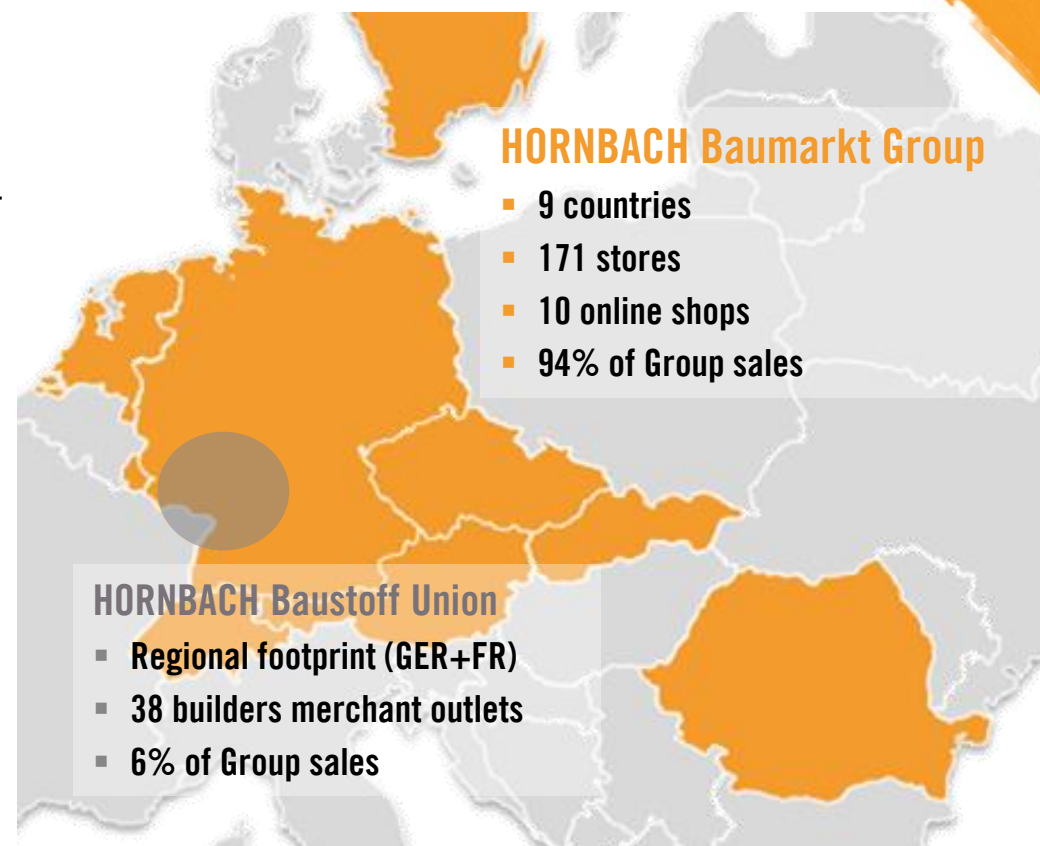 HORNBACH Baumarkt Group
▪ 9 countries
▪ 171 stores
▪ 10 online shops
▪ 94% of Group sales
HORNBACH Baustoff Union
▪ Regional footprint (GER+FR)
▪ 38 builders merchant outlets
▪ 6% of Group sales